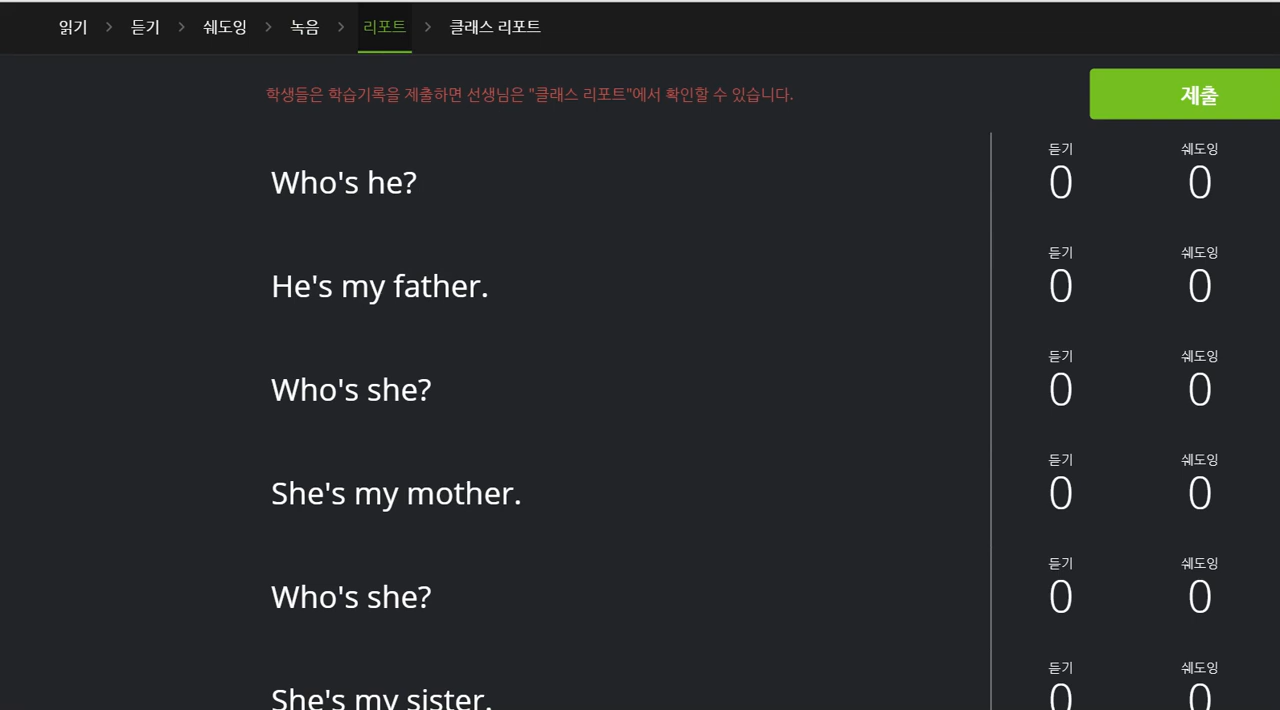 읽기 > 듣기 > 쉐도잉 > 녹음 > 리포트 > 클래스 리포트
학생들은 학습기록을 제출하면 선생님은 "클래스 리포트"에서 확인할 수 있습니다.
제출
듣기 쉐도잉
Who's he? 0 0
듣기 쉐도잉
He's my father. 0 0
듣기 쉐도잉
Who's she? 0 0
듣기 쉐도잉
She's my mother. 0 0
듣기 쉐도잉
Who's she? 0 0
듣기 쉐도잉
She's my sister. 0 0